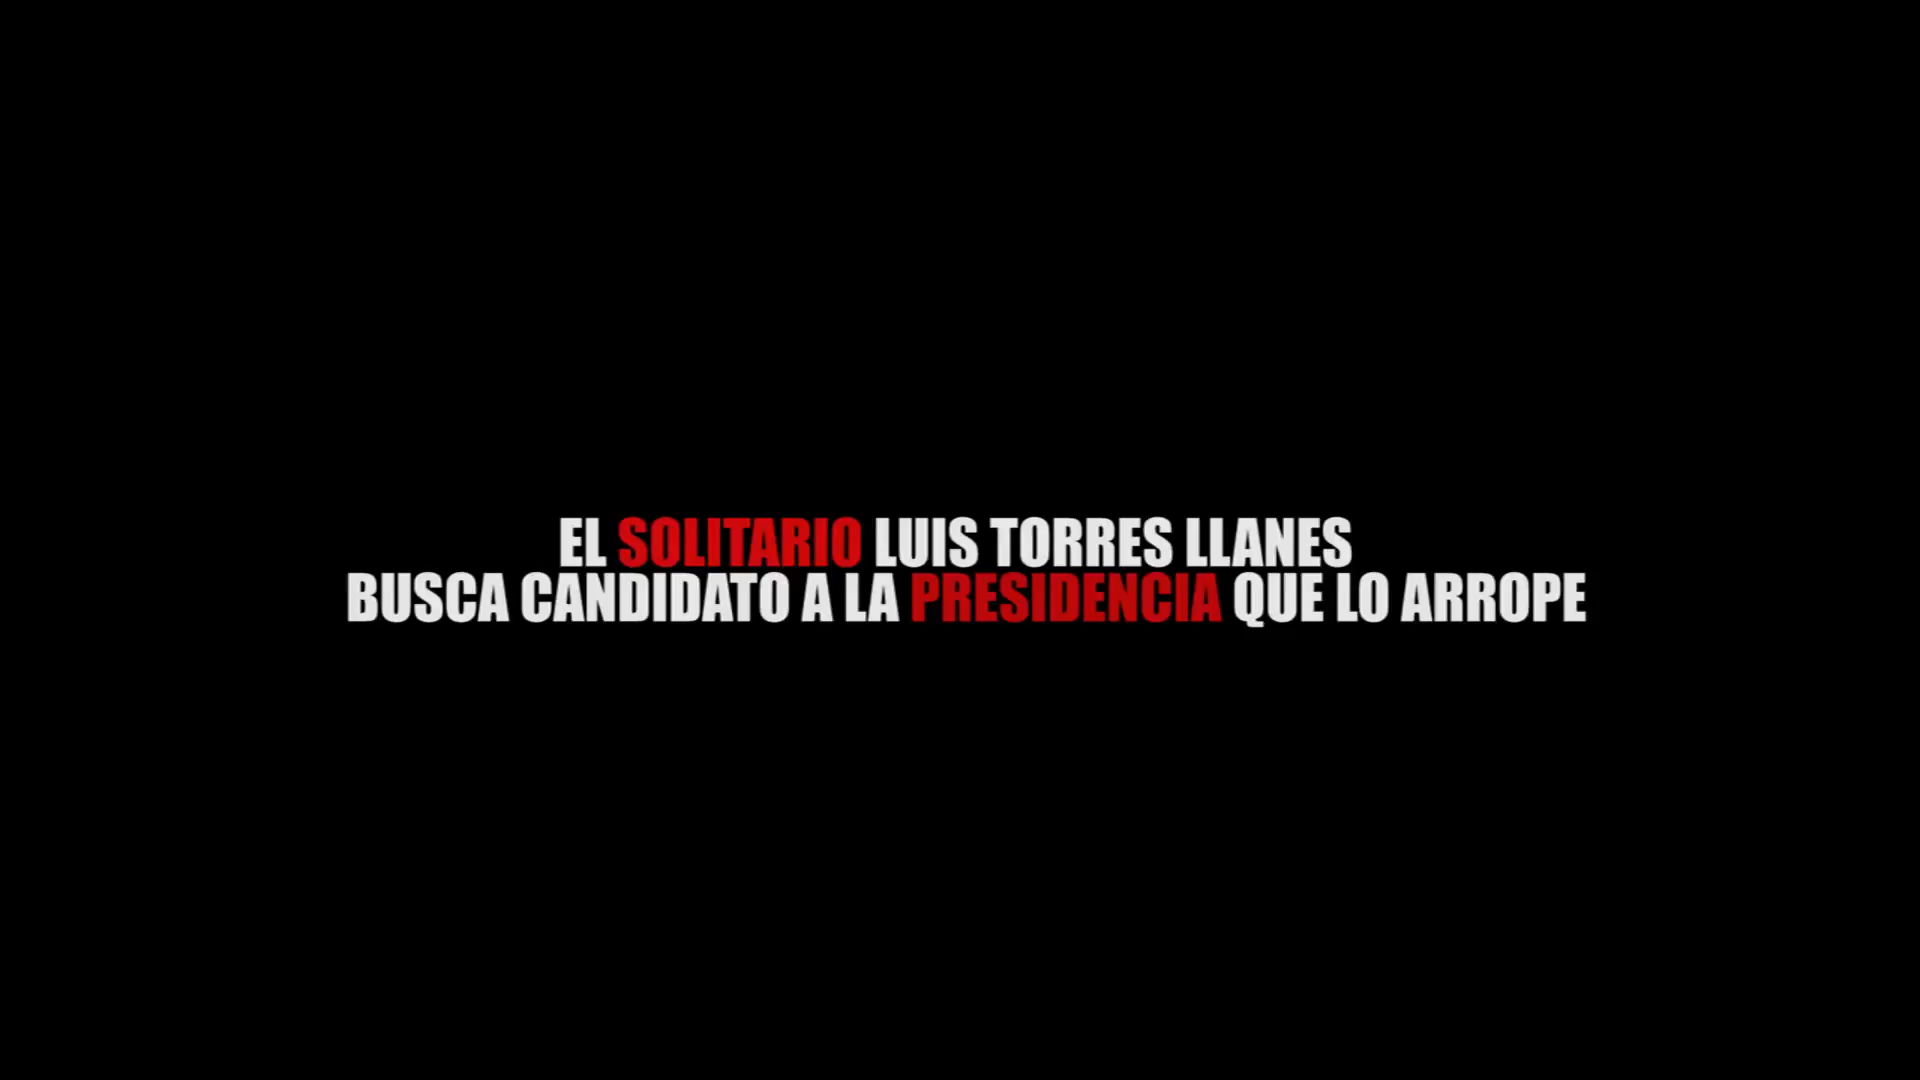 EL SOLITARIO LUIS TORRES LLANES
BUSCA CANDIDATO A LA PRESIDENCIA QUE LO ARROPE